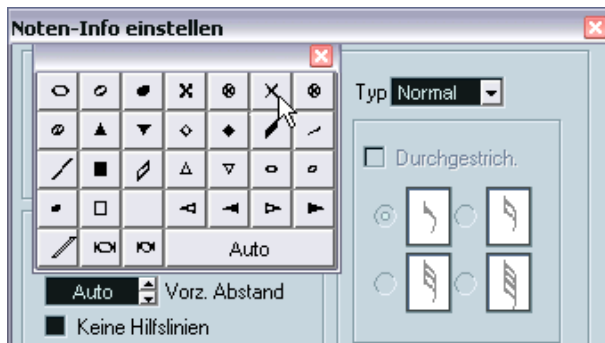 Noten-Info einstellen
Typ Normal
Durchgestrich.
Auto
Auto Vorz. Abstand
Keine Hilfslinien